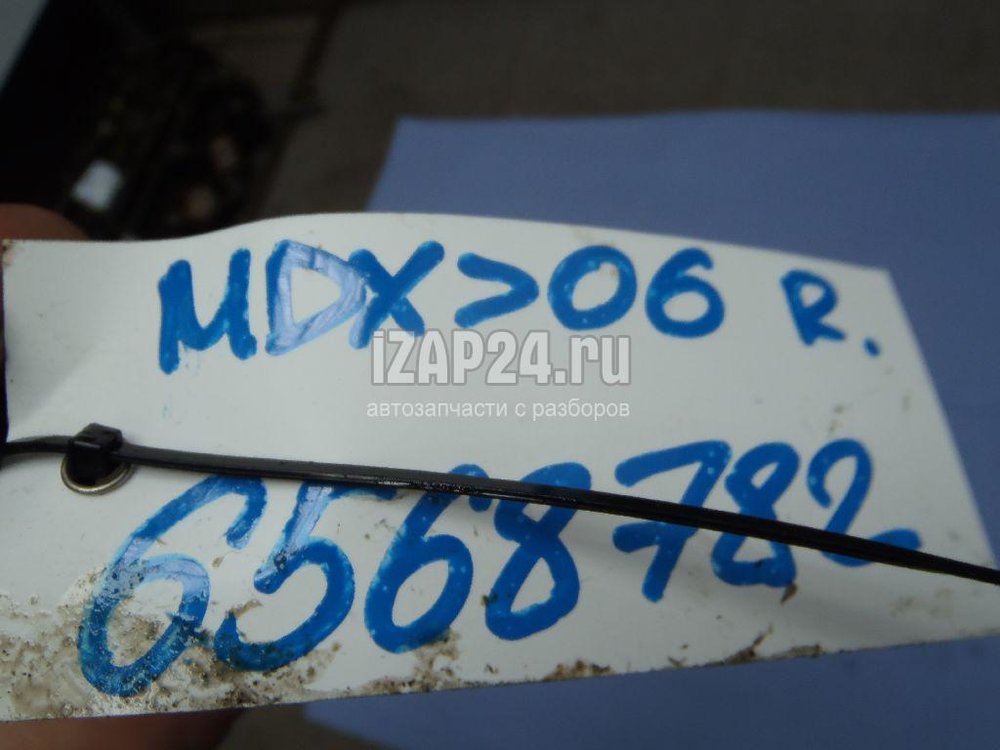 MDX>06 R.
iZAP24.ru
автозапчасти с разборов
6568782